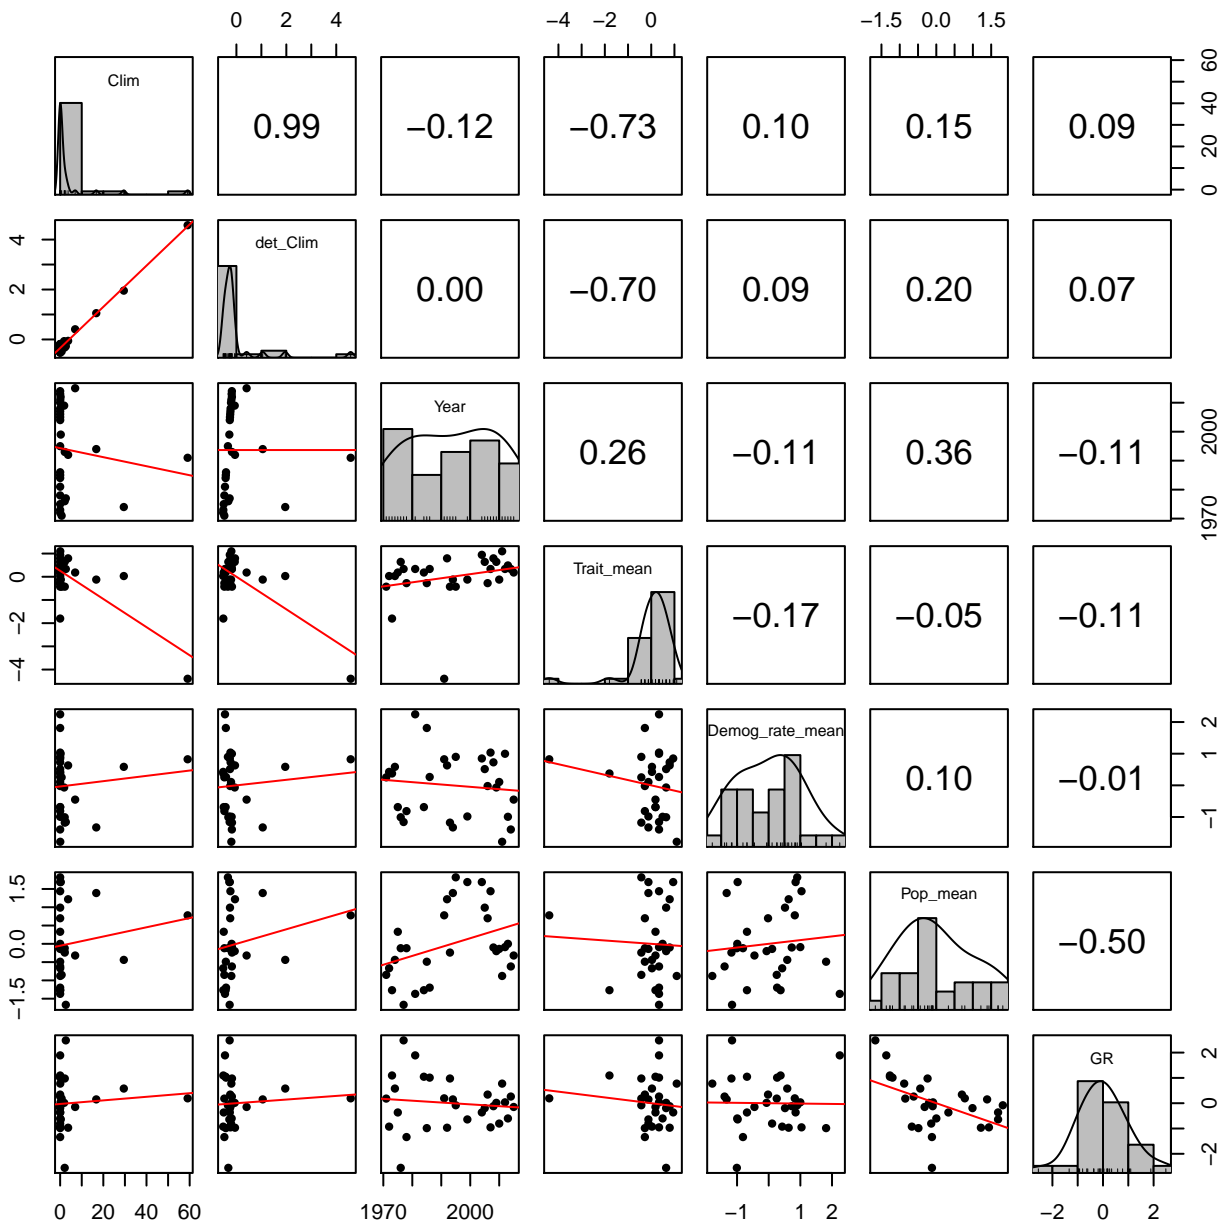 0 2 4 −4 −2 0 −1.5 0.0 1.5
Clim 0.99 −0.12 −0.73 0.10 0.15 0.09 0 20 40 60
0 2 4 det_Clim 0.00 −0.70 0.09 0.20 0.07
Year 0.26 −0.11 0.36 −0.11 1970 2000
−4 −2 0 Trait_mean −0.17 −0.05 −0.11
Demog_rate_mean 0.10 −0.01 −1 1 2
−1.5 0.0 1.5 Pop_mean −0.50
GR −2 0 2
0 20 40 60 1970 2000 −1 1 2 −2 0 2